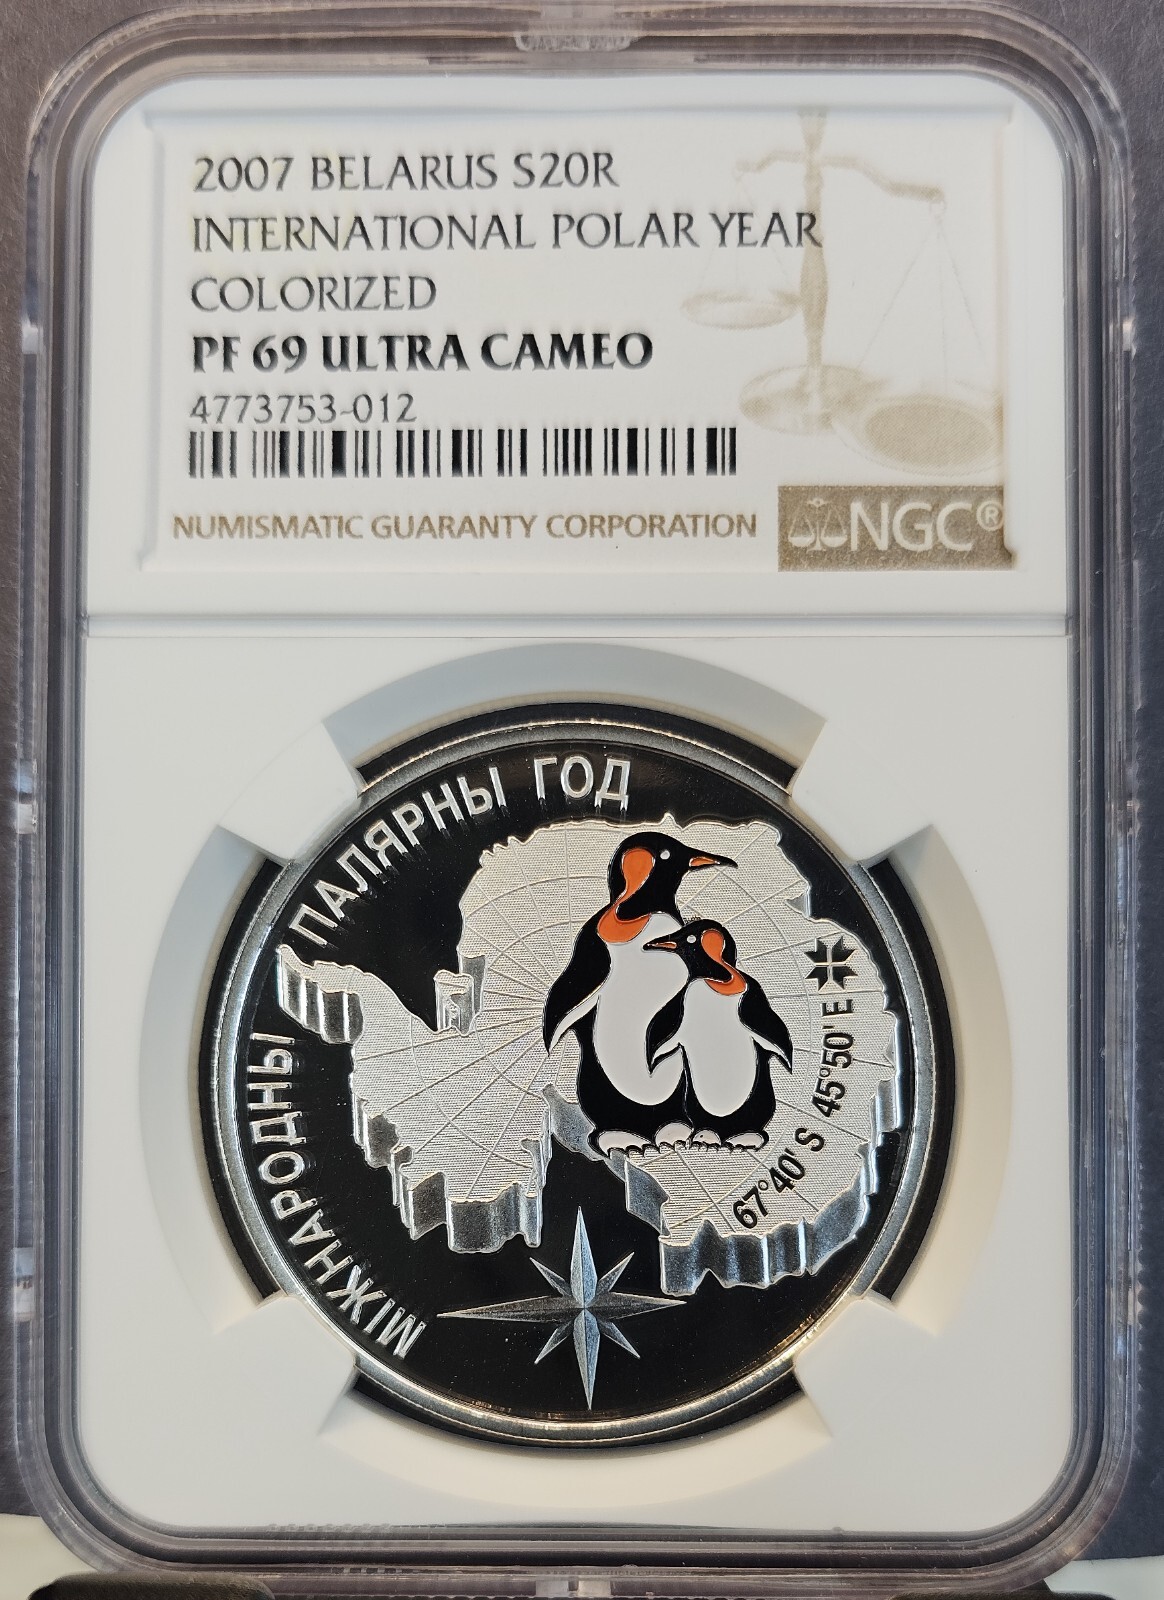 2007 BELARUS S20R
INTERNATIONAL POLAR YEAR
COLORIZED
PF 69 ULTRA CAMEO
4773753-012
NUMISMATIC GUARANTY CORPORATION
NGC®
МІЖНАРОДНЫ ПАЛЯРНЫ ГОД
67°40' S 45°50' E